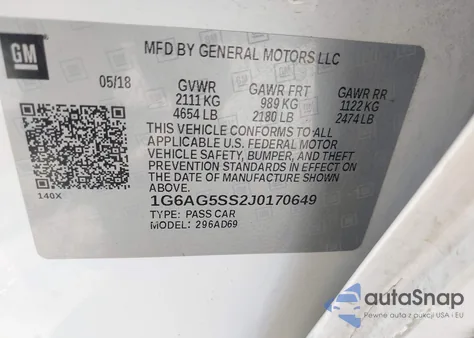 GM
MFD BY GENERAL MOTORS LLC
05/18
GVWR GAWR FRT GAWR RR
2111 KG 989 KG 1122 KG
4654 LB 2180 LB 2474 LB
THIS VEHICLE CONFORMS TO ALL
APPLICABLE U.S. FEDERAL MOTOR
VEHICLE SAFETY, BUMPER, AND THEFT
PREVENTION STANDARDS IN EFFECT ON
THE DATE OF MANUFACTURE SHOWN
ABOVE.
140X
1G6AG5SS2J0170649
TYPE: PASS CAR
MODEL: 296AD69
autoSnap
Pewne auta z aukcji USA i EU